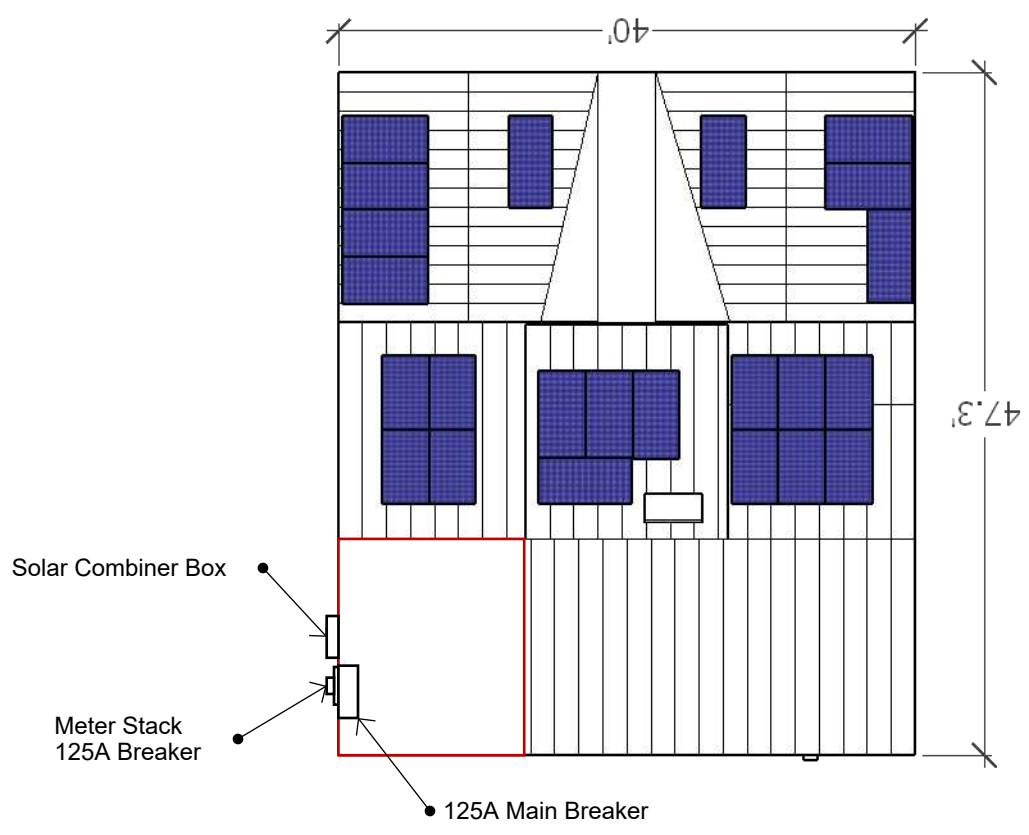 40'
47.3'
Solar Combiner Box
Meter Stack
125A Breaker
125A Main Breaker